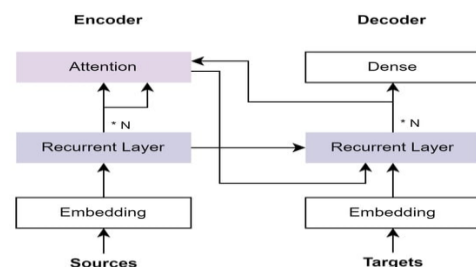 Encoder
Decoder
Attention
Dense
* N
* N
Recurrent Layer
Recurrent Layer
Embedding
Embedding
Sources
Targets